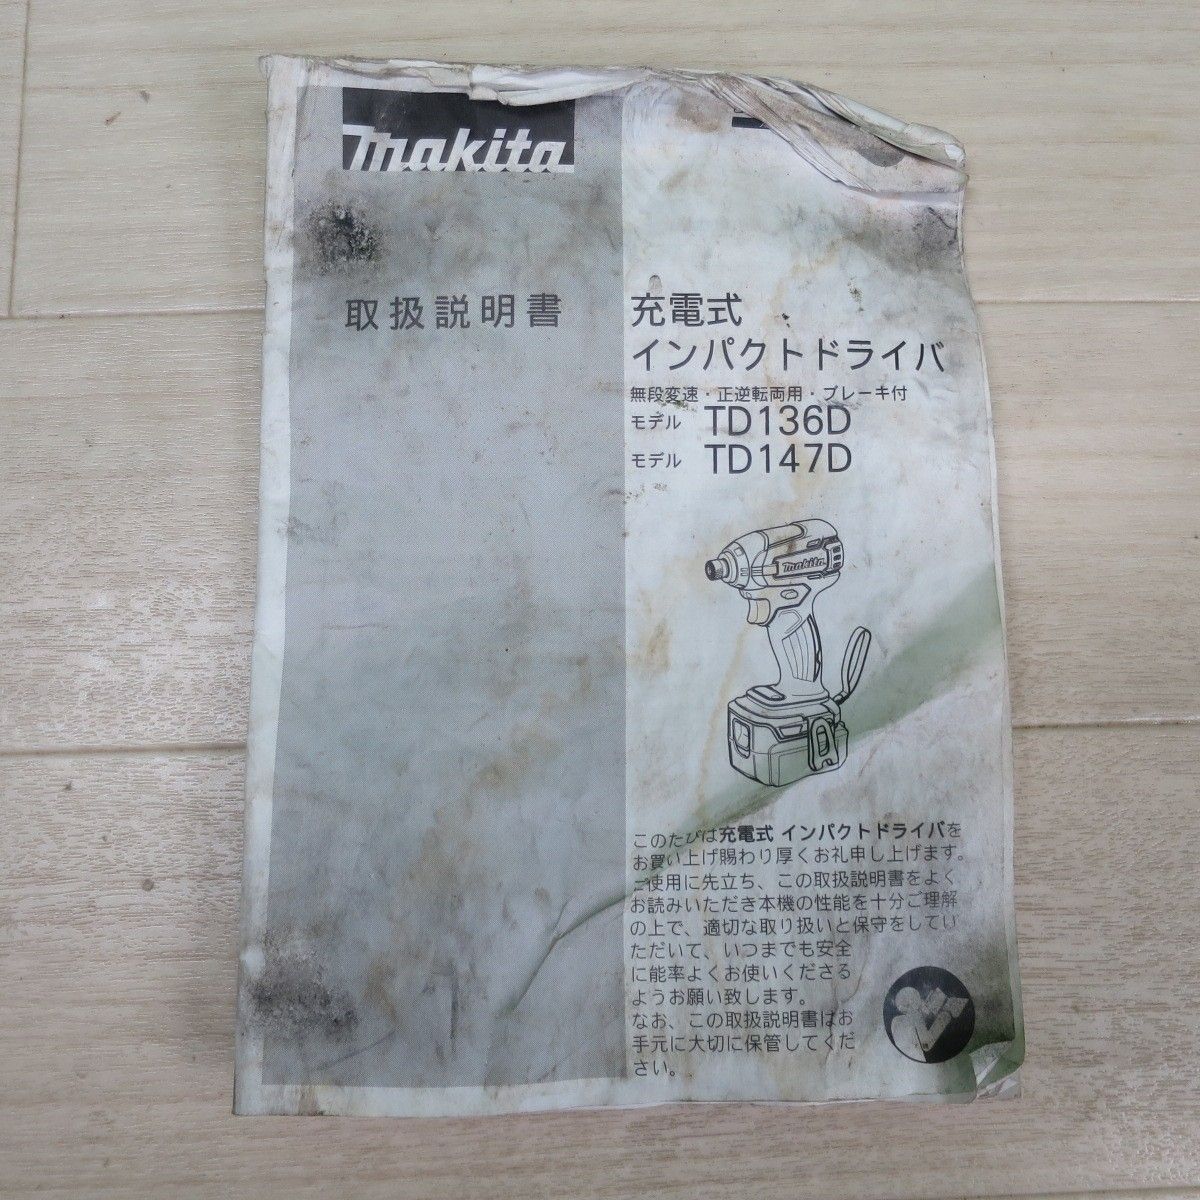 makita
取扱説明書
充電式
インパクトドライバ
無段変速・正逆転両用・ブレーキ付
モデル TD136D
モデル TD147D
makita
このたびは充電式 インパクトドライバを
お買い上げ賜わり厚くお礼申し上げます。
ご使用に先立ち、この取扱説明書をよく
お読みいただき本機の性能を十分ご理解
の上で、適切な取り扱いと保守をしてい
ただいて、いつまでも安全
に能率よくお使いくださる
ようお願い致します。
なお、この取扱説明書はお
手元に大切に保管してくだ
さい。